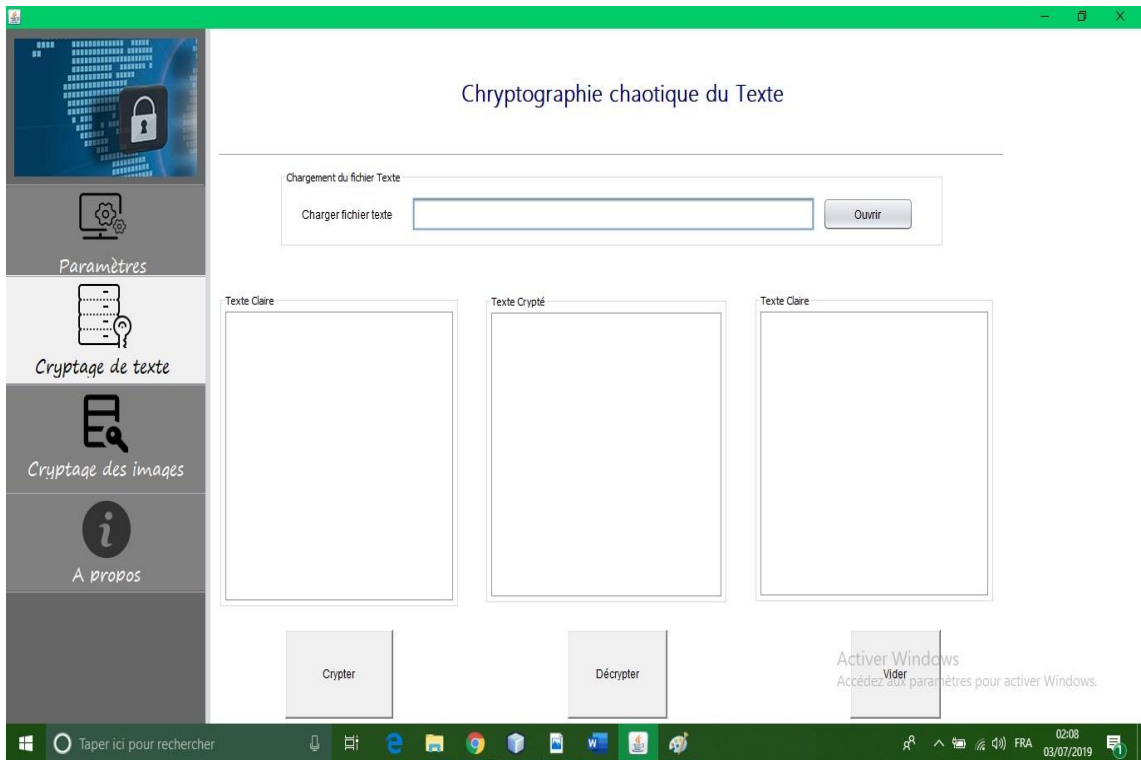 Chryptographie chaotique du Texte
Chargement du fichier Texte
Charger fichier texte
Ouvrir
Paramètres
Cryptage de texte
Cryptage des images
A propos
Texte Claire
Texte Crypté
Texte Claire
Crypter
Décrypter
Vider
Activer Windows
Accédez aux paramètres pour activer Windows.
Taper ici pour rechercher
FRA
02:08
03/07/2019
1